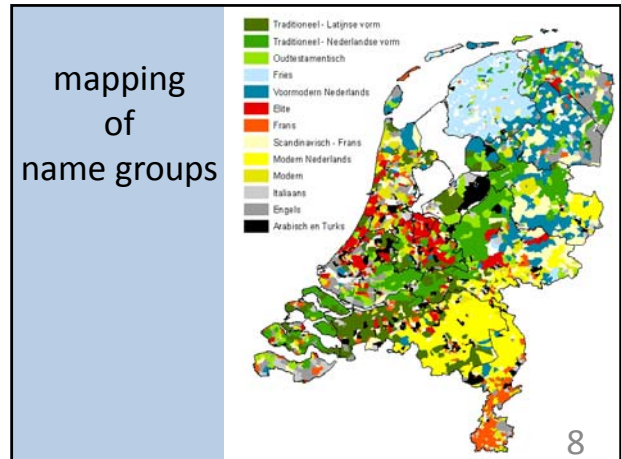 mapping
of
name groups
Traditioneel - Latijnse vorm
Traditioneel - Nederlandse vorm
Oudtestamentisch
Fries
Voormodern Nederlands
Elite
Frans
Scandinavisch - Frans
Modern Nederlands
Modern
Italiaans
Engels
Arabisch en Turks
8